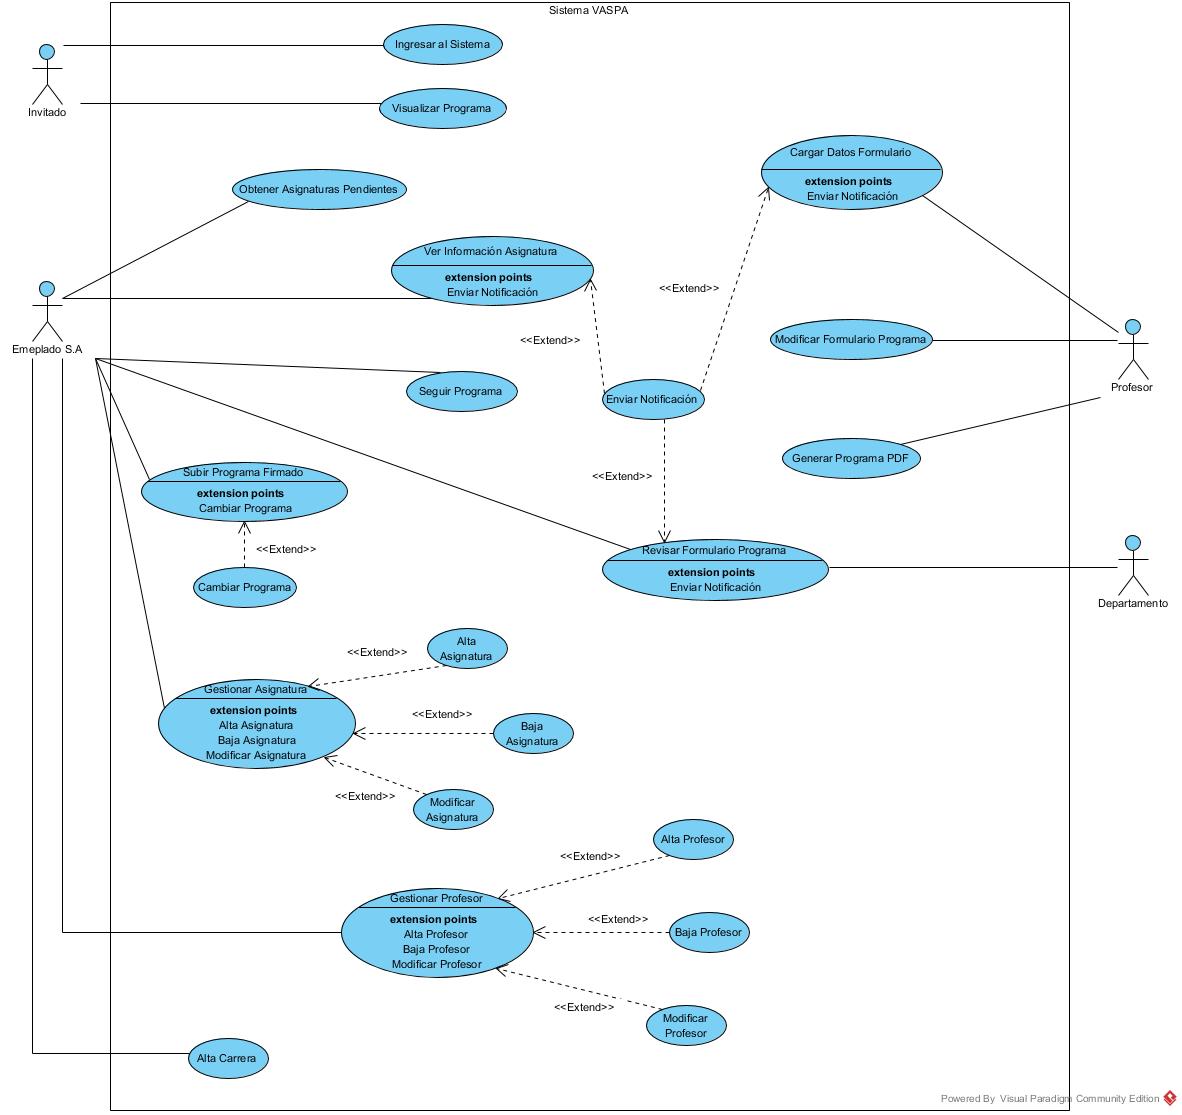 Sistema VASPA
Ingresar al Sistema
Invitado
Visualizar Programa
Cargar Datos Formulario
extension points
Enviar Notificación
Obtener Asignaturas Pendientes
Ver Información Asignatura
extension points
Enviar Notificación
<<Extend>>
<<Extend>>
Emeplado S.A
Modificar Formulario Programa
Profesor
Seguir Programa
Enviar Notificación
Generar Programa PDF
<<Extend>>
Subir Programa Firmado
extension points
Cambiar Programa
<<Extend>>
Cambiar Programa
Revisar Formulario Programa
extension points
Enviar Notificación
Departamento
Alta
Asignatura
<<Extend>>
Gestionar Asignatura
extension points
Alta Asignatura
Baja Asignatura
Modificar Asignatura
<<Extend>>
Baja
Asignatura
<<Extend>>
Modificar
Asignatura
Alta Profesor
<<Extend>>
Gestionar Profesor
extension points
Alta Profesor
Baja Profesor
Modificar Profesor
<<Extend>>
Baja Profesor
<<Extend>>
Modificar
Profesor
Alta Carrera
Powered By Visual Paradigm Community Edition